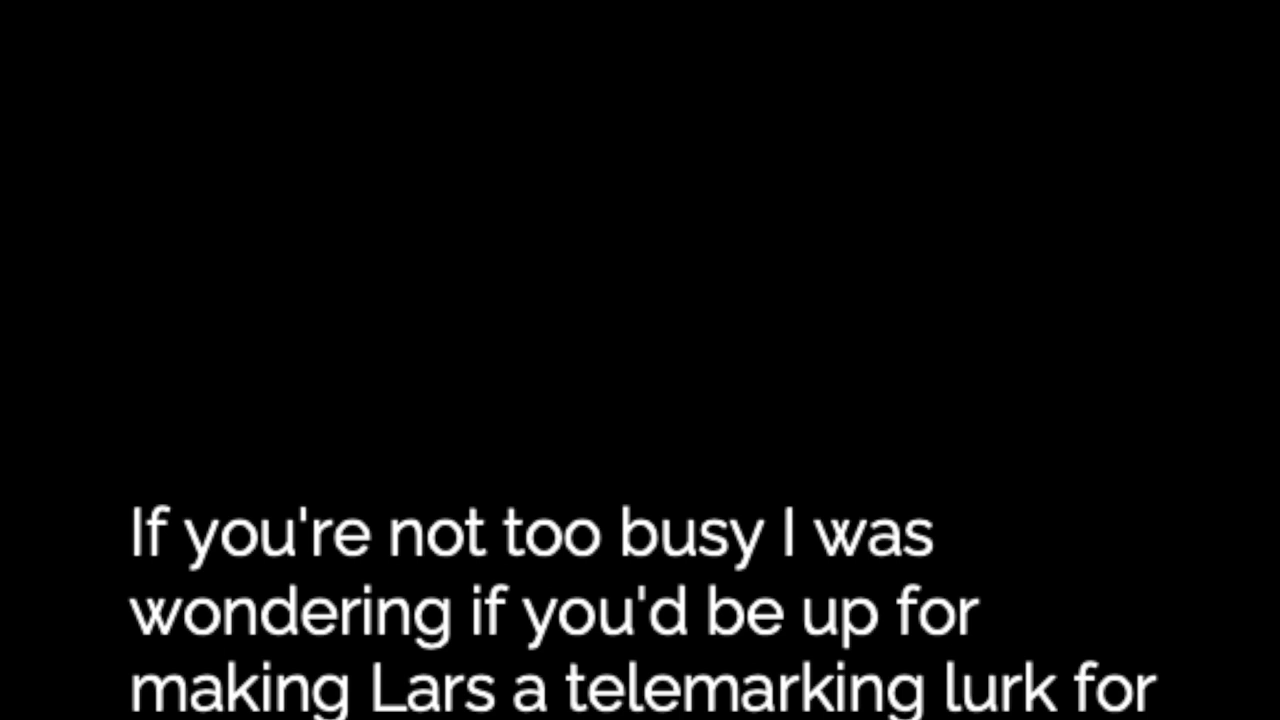 If you're not too busy I was
wondering if you'd be up for
making Lars a telemarking lurk for